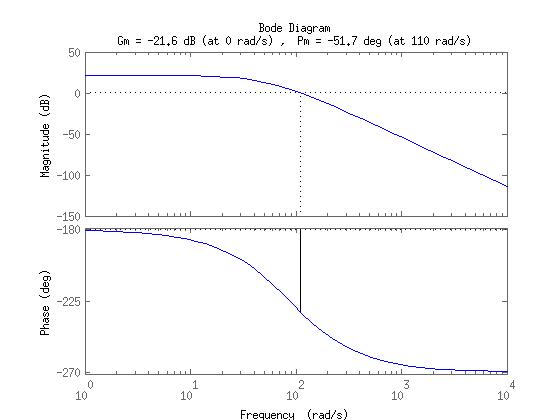 Bode Diagram
Gm = -21.6 dB (at 0 rad/s) , Pm = -51.7 deg (at 110 rad/s)
50
0
-50
-100
-150
Magnitude (dB)
-180
-225
-270
Phase (deg)
10^0 10^1 10^2 10^3 10^4
Frequency (rad/s)